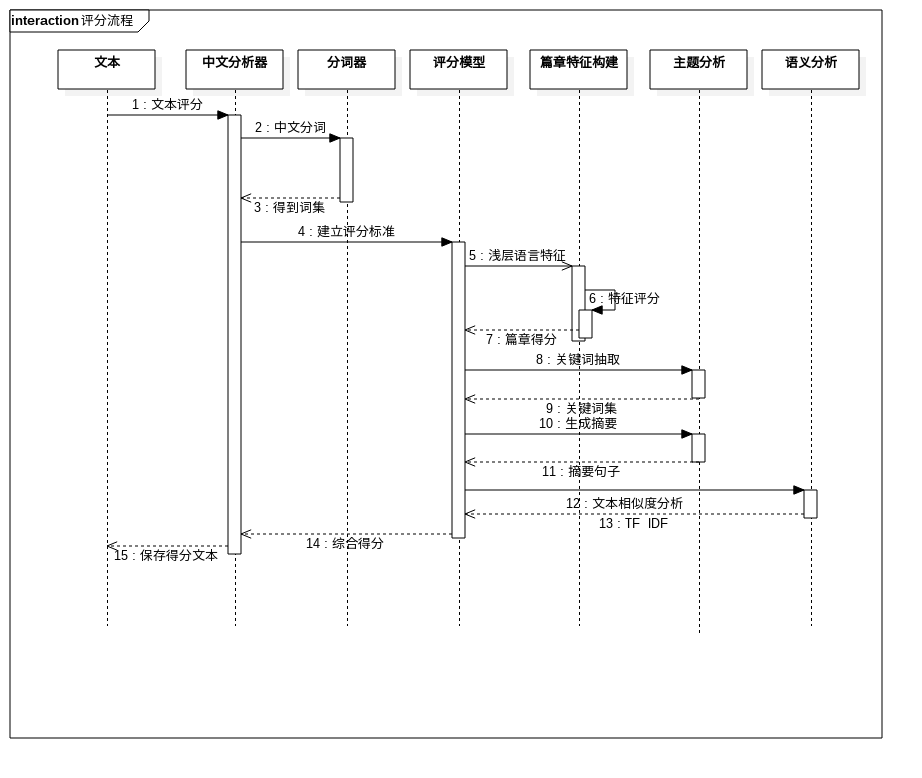 interaction 评分流程
文本 中文分析器 分词器 评分模型 篇章特征构建 主题分析 语义分析
1 : 文本评分
2 : 中文分词
3 : 得到词集
4 : 建立评分标准
5 : 浅层语言特征
6 : 特征评分
7 : 篇章得分
8 : 关键词抽取
9 : 关键词集
10 : 生成摘要
11 : 摘要句子
12 : 文本相似度分析
13 : TF IDF
14 : 综合得分
15 : 保存得分文本